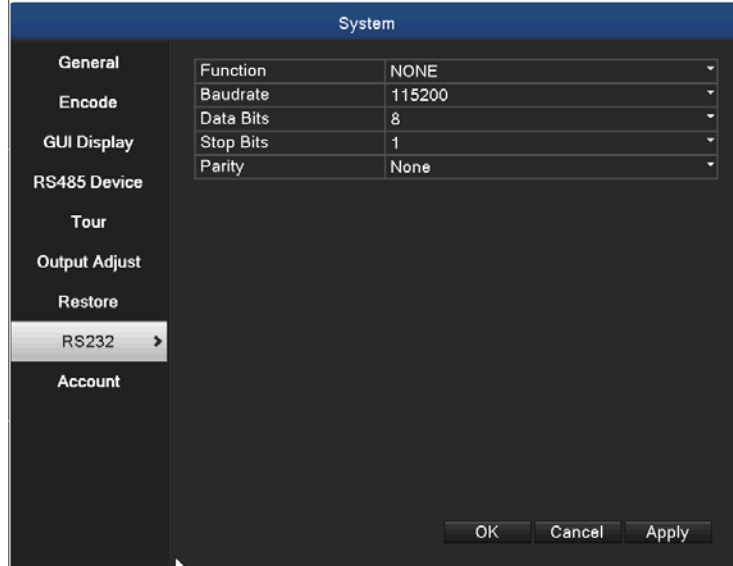 System
General
Encode
GUI Display
RS485 Device
Tour
Output Adjust
Restore
RS232
Account
Function NONE
Baudrate 115200
Data Bits 8
Stop Bits 1
Parity None
OK Cancel Apply